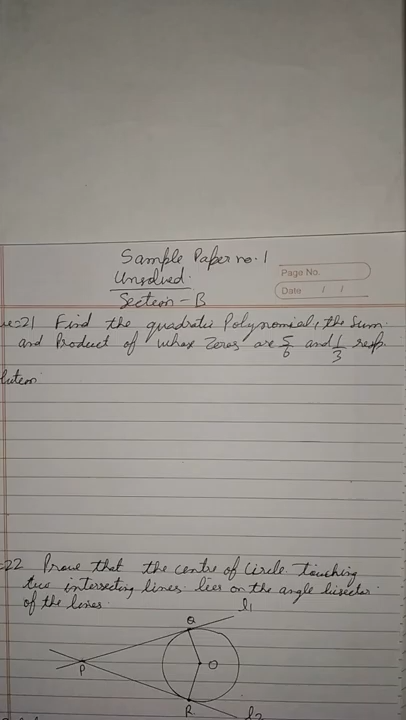 Sample Paper no. 1
Unsolved.
Section - B
Page No.
Date / /
ue=21 Find the quadratic Polynomial, the Sum
and Product of whose Zeros are 5/6 and 1/3 resp.
lution
=22 Prove that the centre of Circle touching
two intersecting lines lies on the angle bisector
of the lines.
l1
Q
P
O
R
l2